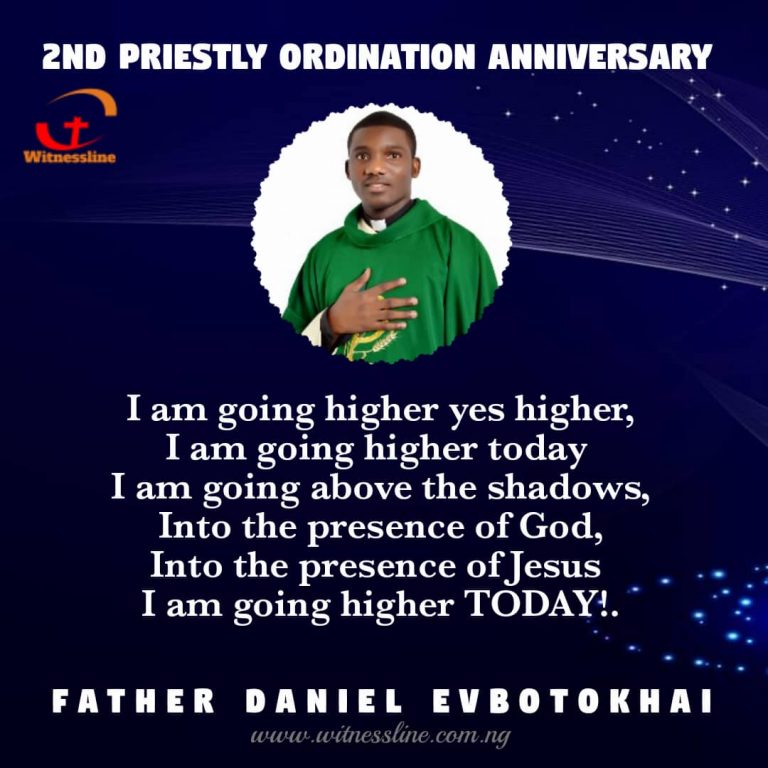 2ND PRIESTLY ORDINATION ANNIVERSARY
Witnessline
I am going higher yes higher,
I am going higher today
I am going above the shadows,
Into the presence of God,
Into the presence of Jesus
I am going higher TODAY!.
FATHER DANIEL EVBOTOKHAI
www.witnessline.com.ng